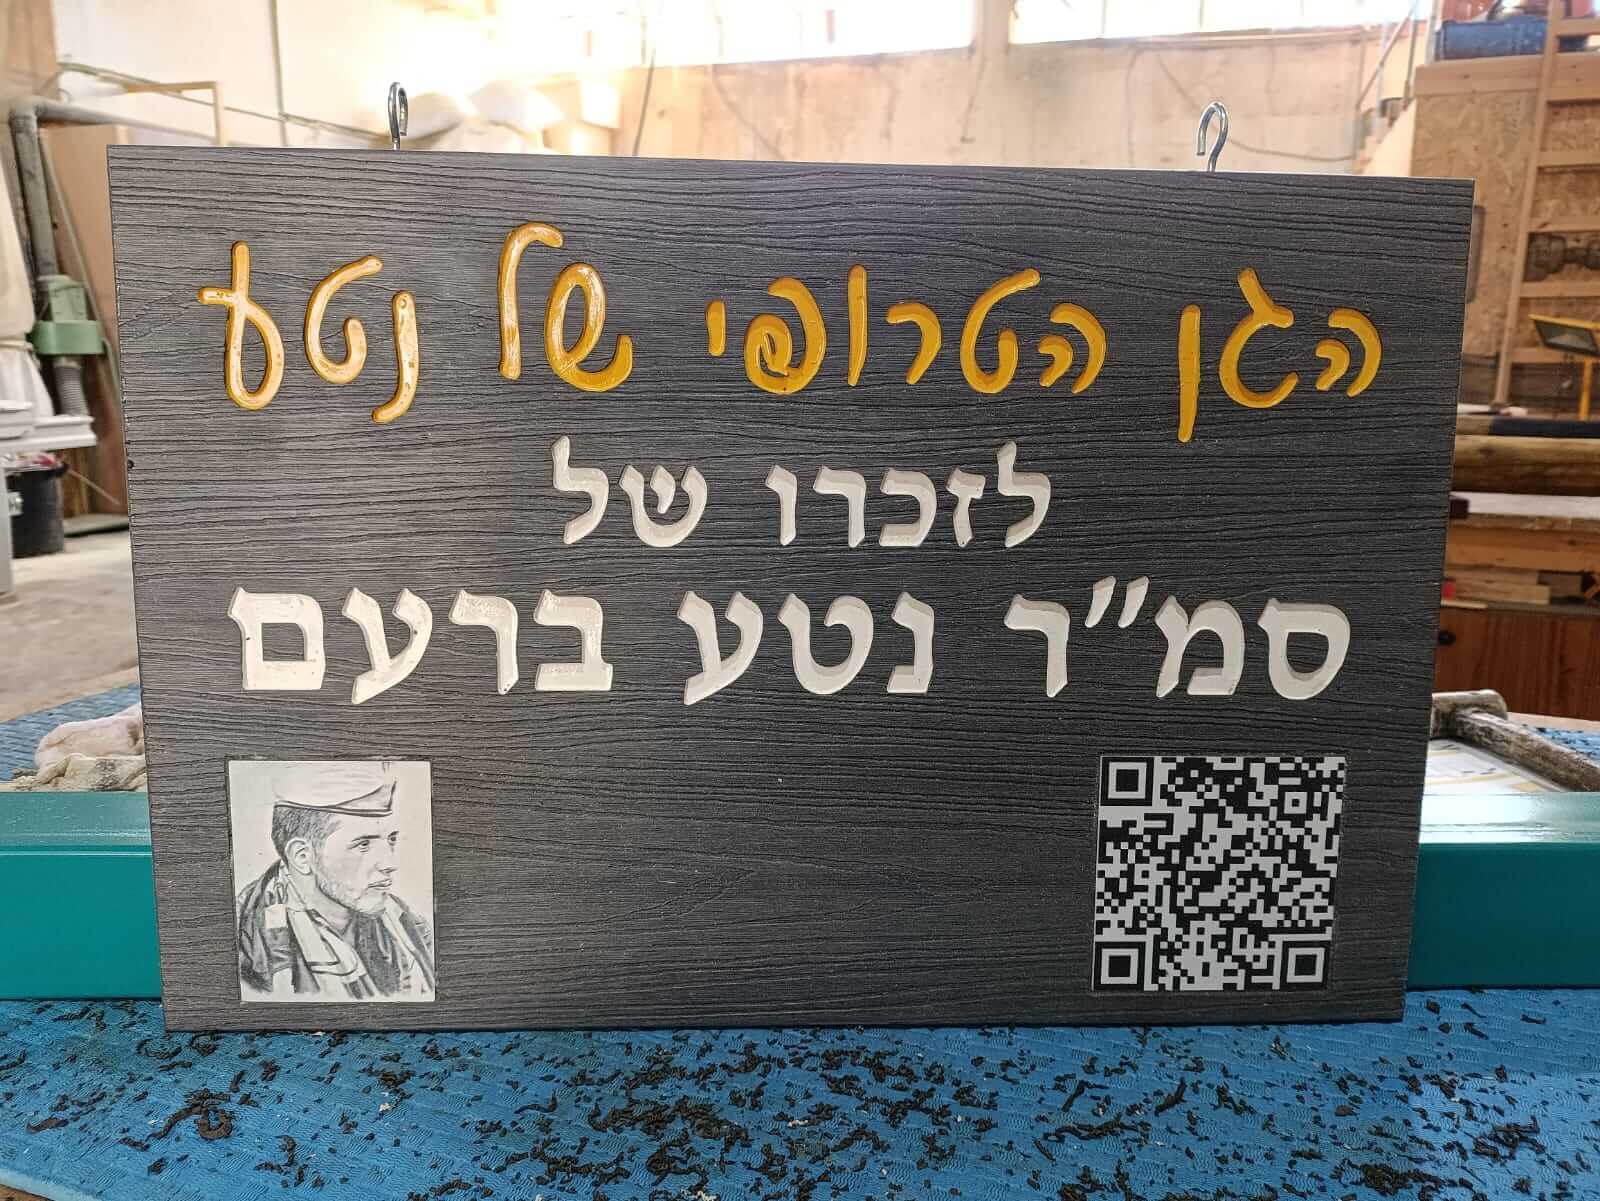 הגן הטרופי של נטע
לזכרו של
סמ"ר נטע ברעם